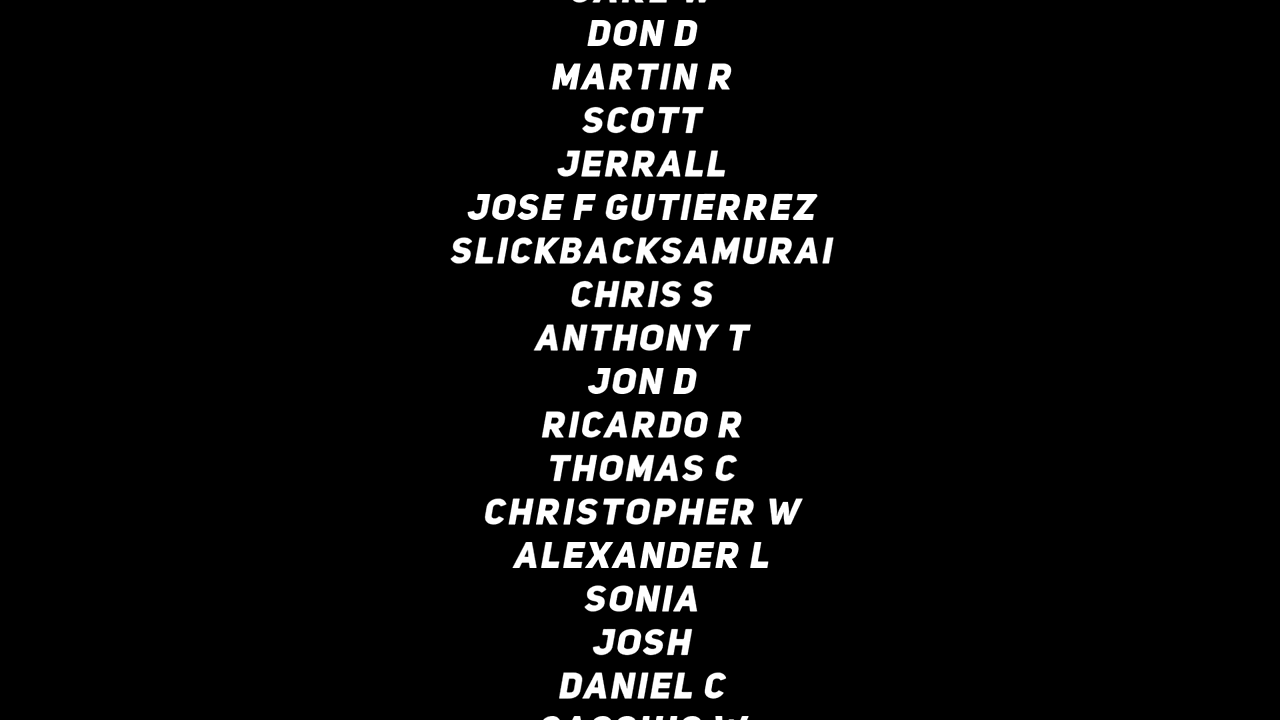 DON D
MARTIN R
SCOTT
JERRALL
JOSE F GUTIERREZ
SLICKBACKSAMURAI
CHRIS S
ANTHONY T
JON D
RICARDO R
THOMAS C
CHRISTOPHER W
ALEXANDER L
SONIA
JOSH
DANIEL C